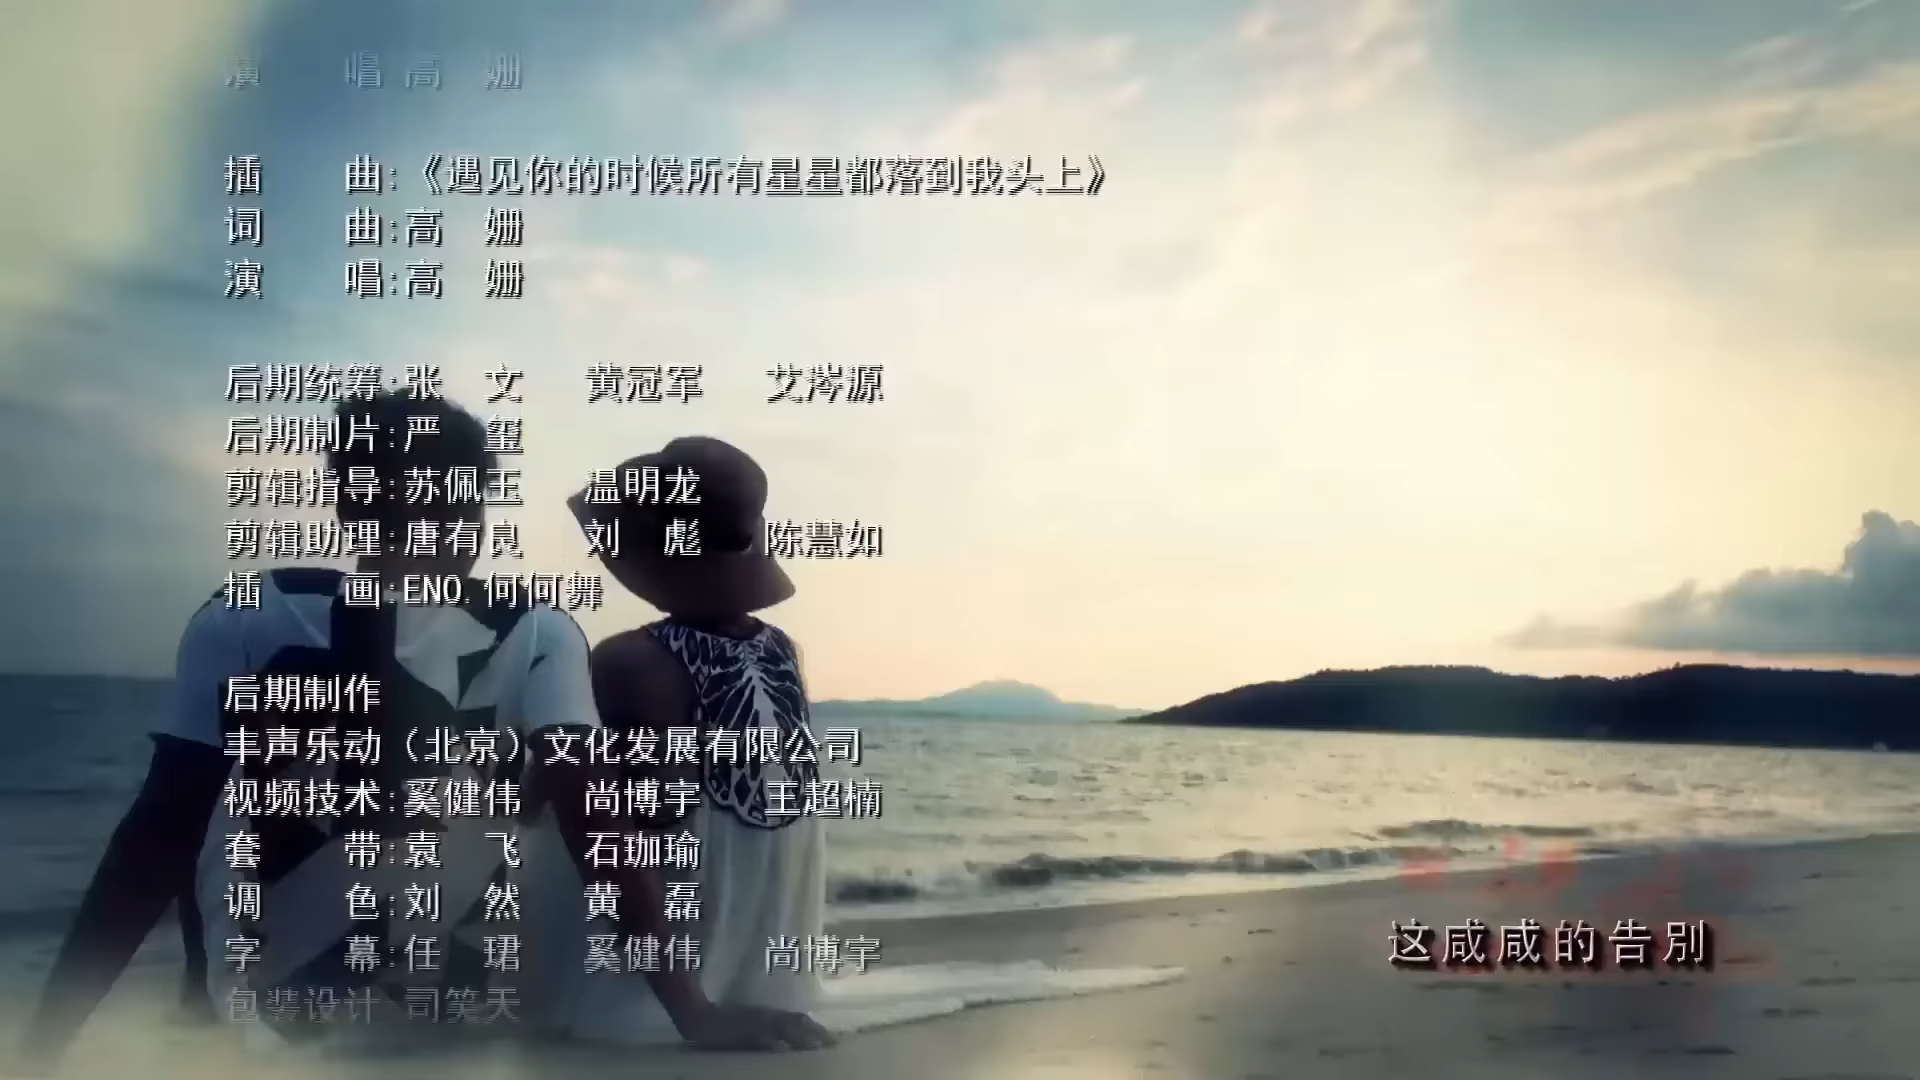 演 唱 高 姗
插 曲:《遇见你的时候所有星星都落到我头上》
词 曲:高 姗
演 唱:高 姗
后期统筹:张 文 黄冠军 艾涔源
后期制片:严 玺
剪辑指导:苏佩玉 温明龙
剪辑助理:唐有良 刘 彪 陈慧如
插 画:ENO.何何舞
后期制作
丰声乐动（北京）文化发展有限公司
视频技术:奚健伟 尚博宇 王超楠
套 带:袁 飞 石珈瑜
调 色:刘 然 黄 磊
字 幕:任 珺 奚健伟 尚博宇
包装设计:司笑天
这咸咸的告别